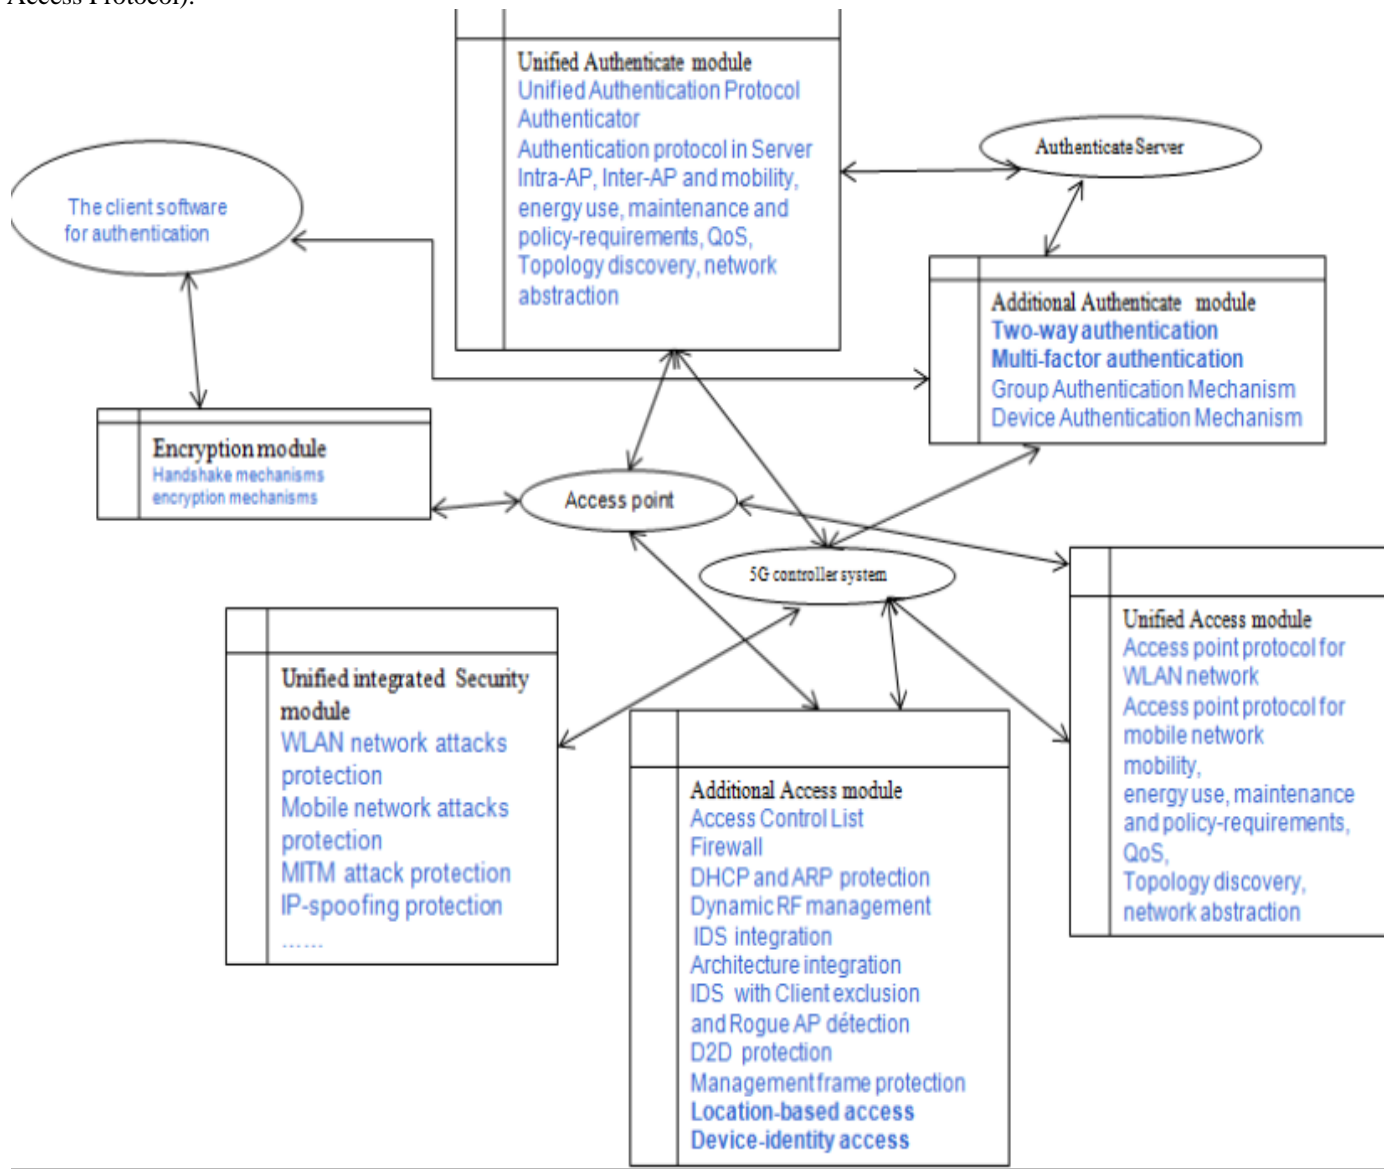 Access Protocol).
Unified Authenticate module
Unified Authentication Protocol
Authenticator
Authentication protocol in Server
Intra-AP, Inter-AP and mobility,
energy use, maintenance and
policy-requirements, QoS,
Topology discovery, network
abstraction
Authenticate Server
The client software
for authentication
Additional Authenticate module
Two-way authentication
Multi-factor authentication
Group Authentication Mechanism
Device Authentication Mechanism
Encryption module
Handshake mechanisms
encryption mechanisms
Access point
5G controller system
Unified integrated Security
module
WLAN network attacks
protection
Mobile network attacks
protection
MITM attack protection
IP-spoofing protection
......
Additional Access module
Access Control List
Firewall
DHCP and ARP protection
Dynamic RF management
IDS integration
Architecture integration
IDS with Client exclusion
and Rogue AP détection
D2D protection
Management frame protection
Location-based access
Device-identity access
Unified Access module
Access point protocol for
WLAN network
Access point protocol for
mobile network
mobility,
energy use, maintenance
and policy-requirements,
QoS,
Topology discovery,
network abstraction